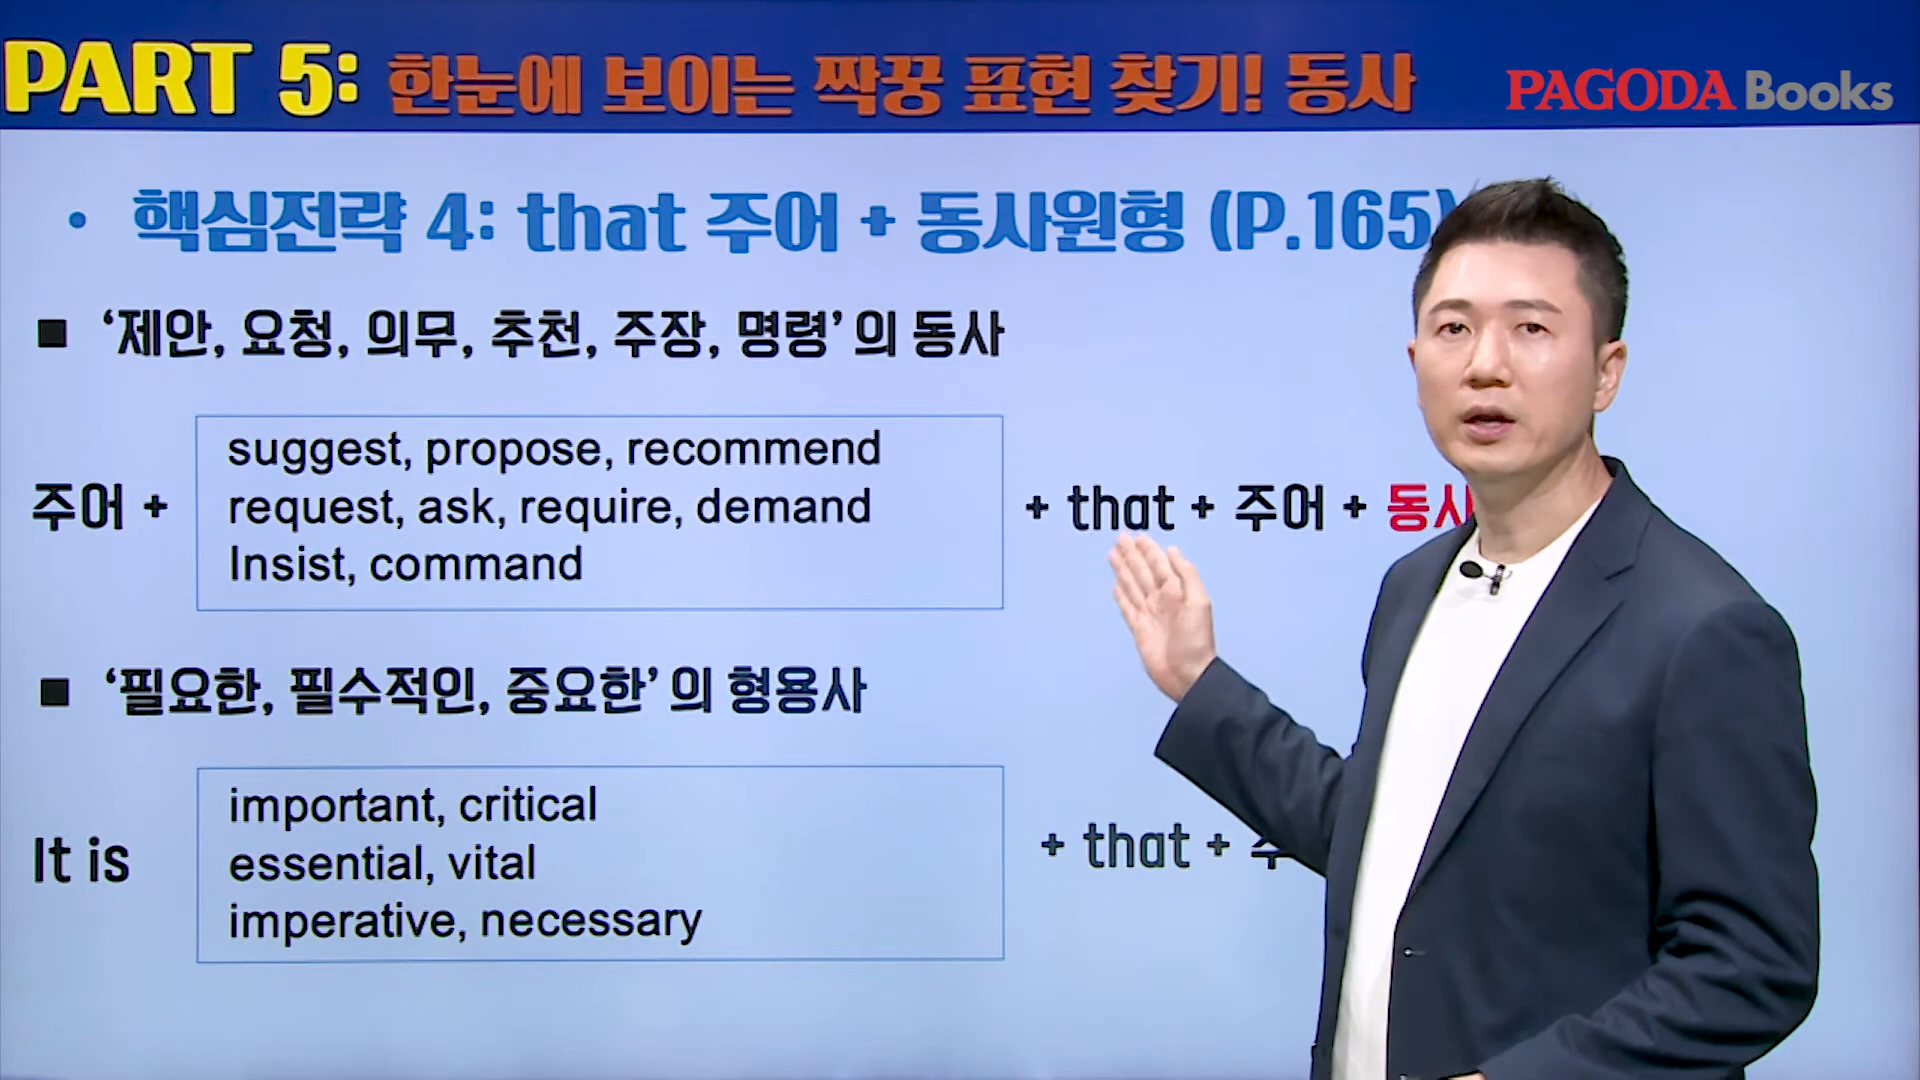 PART 5: 한눈에 보이는 짝꿍 표현 찾기! 동사
PAGODA Books
• 핵심전략 4: that 주어 + 동사원형 (P.165)
■ ‘제안, 요청, 의무, 추천, 주장, 명령’의 동사
suggest, propose, recommend
주어 + request, ask, require, demand + that + 주어 + 동사
Insist, command
■ ‘필요한, 필수적인, 중요한’의 형용사
important, critical
It is essential, vital + that + 주
imperative, necessary